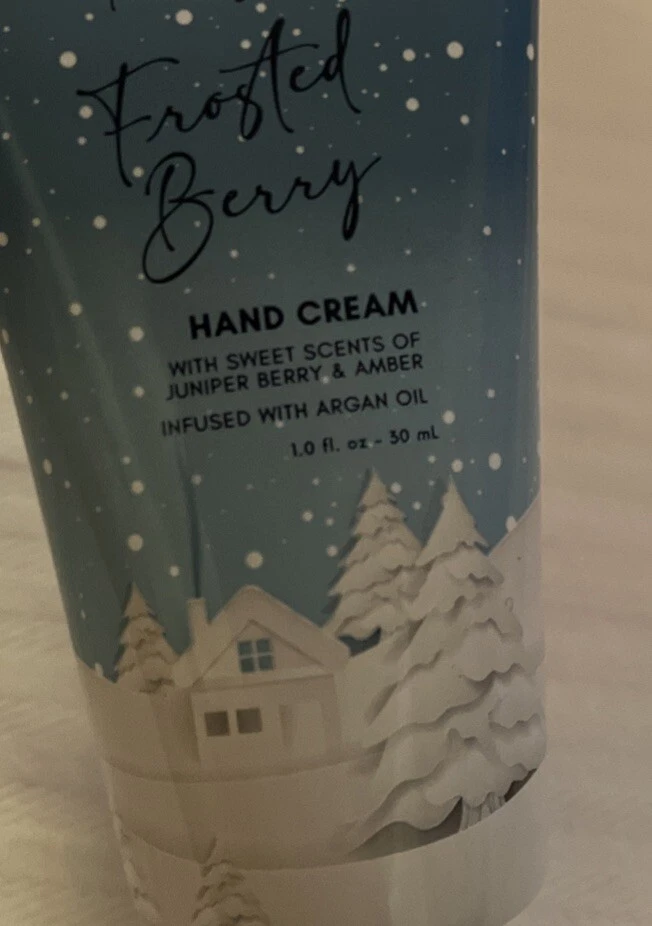 Frosted
Berry
HAND CREAM
WITH SWEET SCENTS OF
JUNIPER BERRY & AMBER
INFUSED WITH ARGAN OIL
1.0 fl. oz - 30 mL